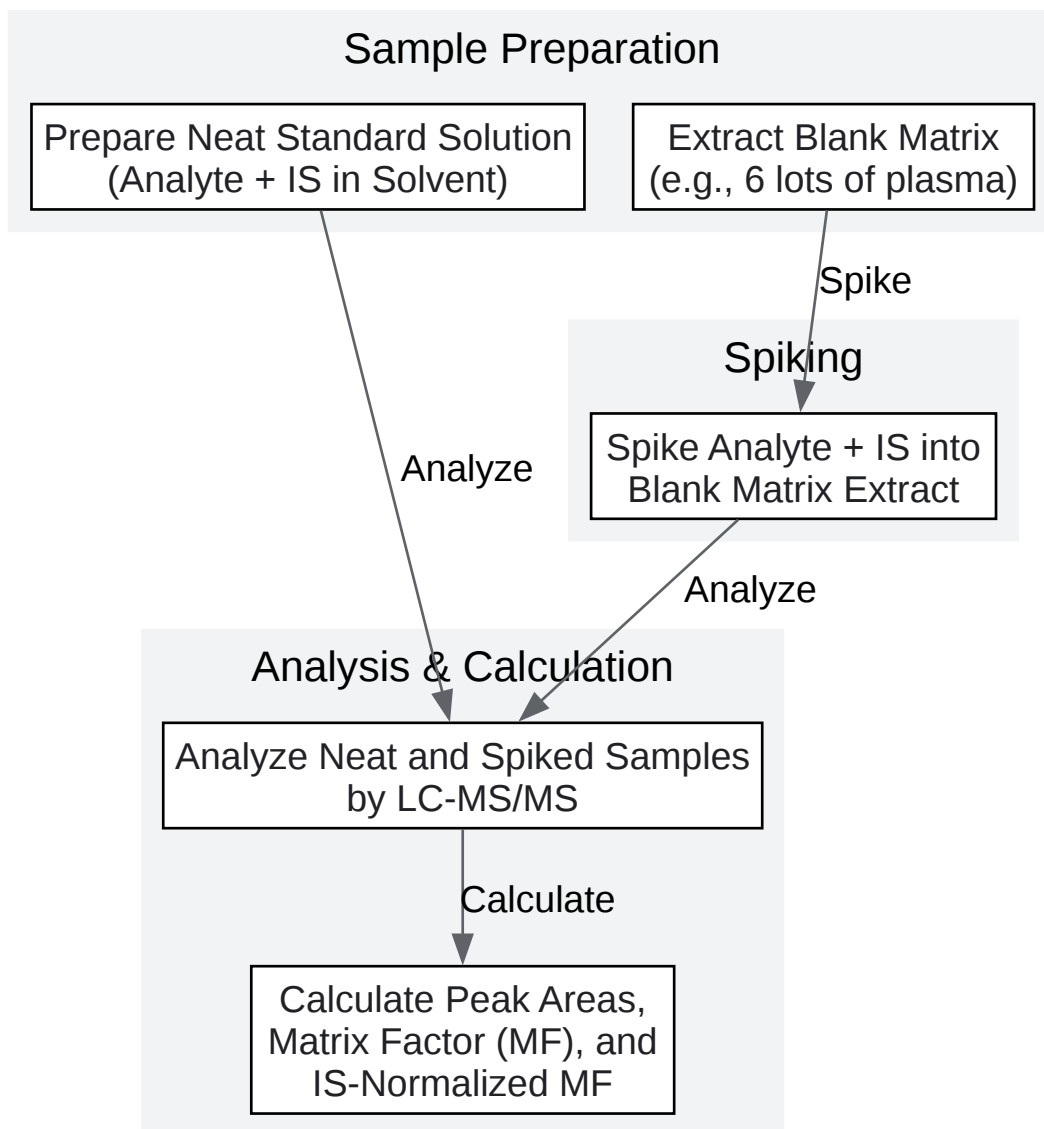 Sample Preparation
Prepare Neat Standard Solution
(Analyte + IS in Solvent)
Extract Blank Matrix
(e.g., 6 lots of plasma)
Spike
Spiking
Spike Analyte + IS into
Blank Matrix Extract
Analyze
Analyze
Analysis & Calculation
Analyze Neat and Spiked Samples
by LC-MS/MS
Calculate
Calculate Peak Areas,
Matrix Factor (MF), and
IS-Normalized MF